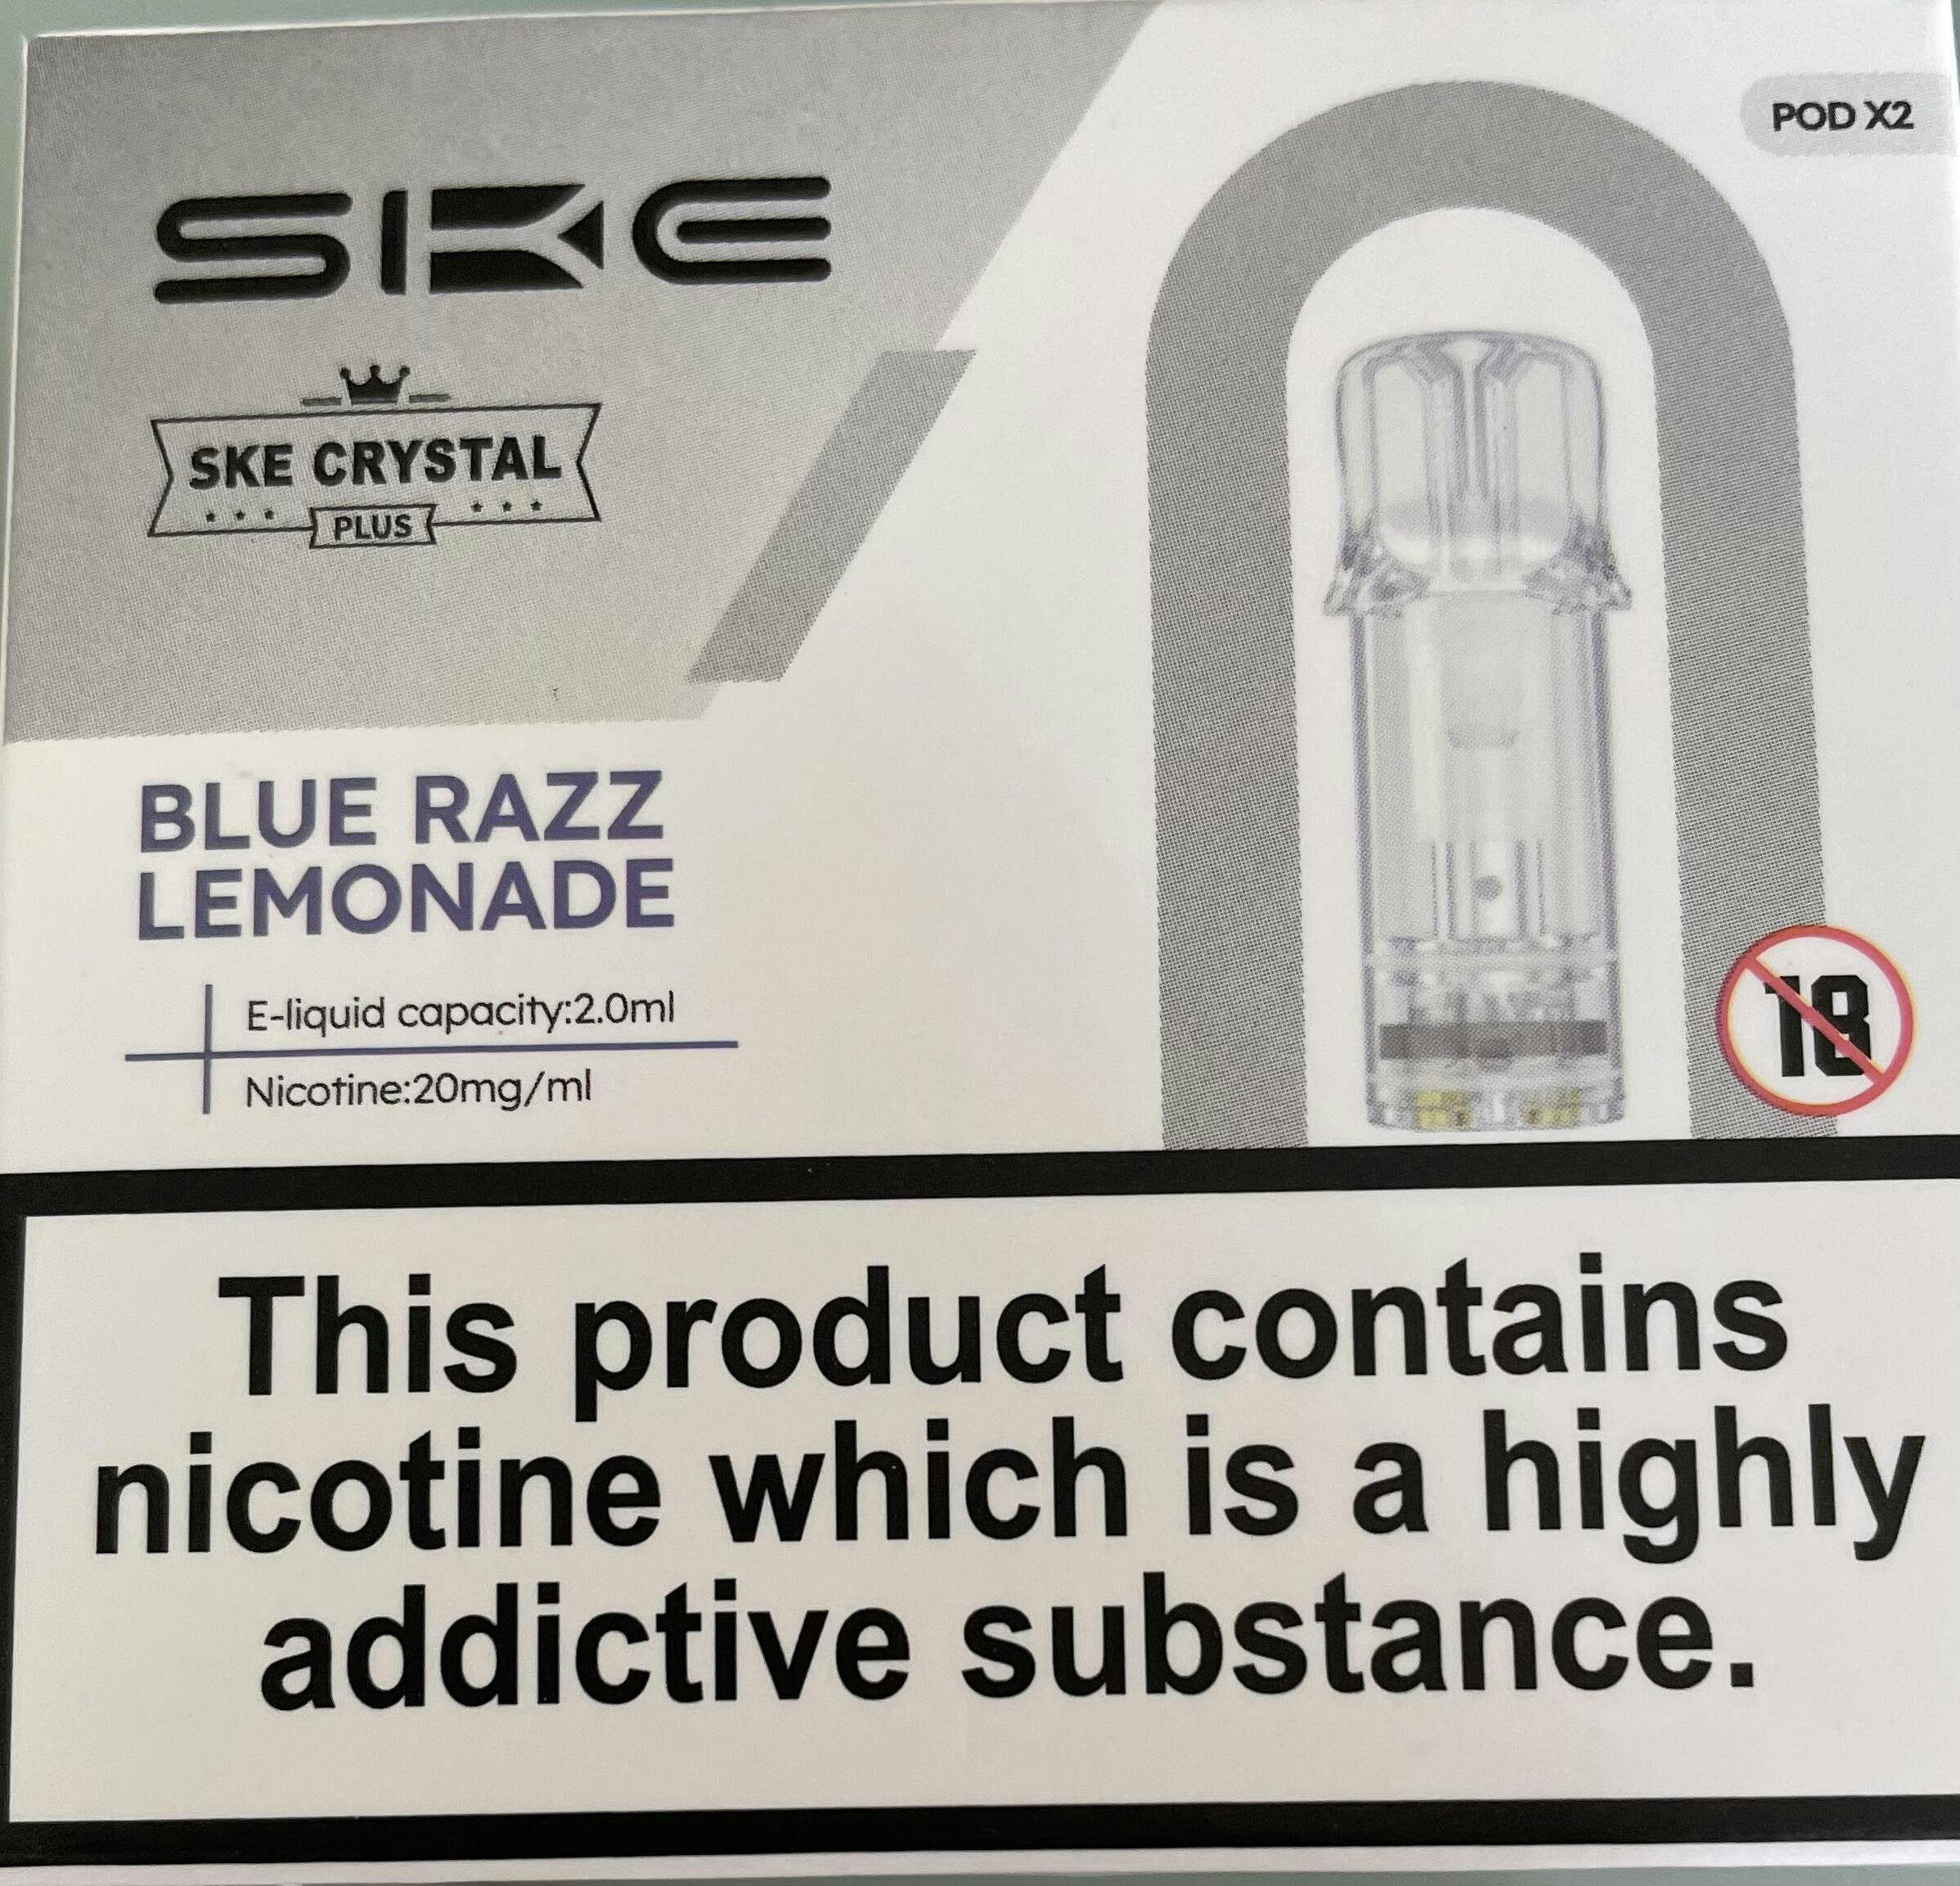 POD X2
SKE
SKE CRYSTAL
PLUS
BLUE RAZZ
LEMONADE
E-liquid capacity:2.0ml
Nicotine:20mg/ml
18
This product contains
nicotine which is a highly
addictive substance.